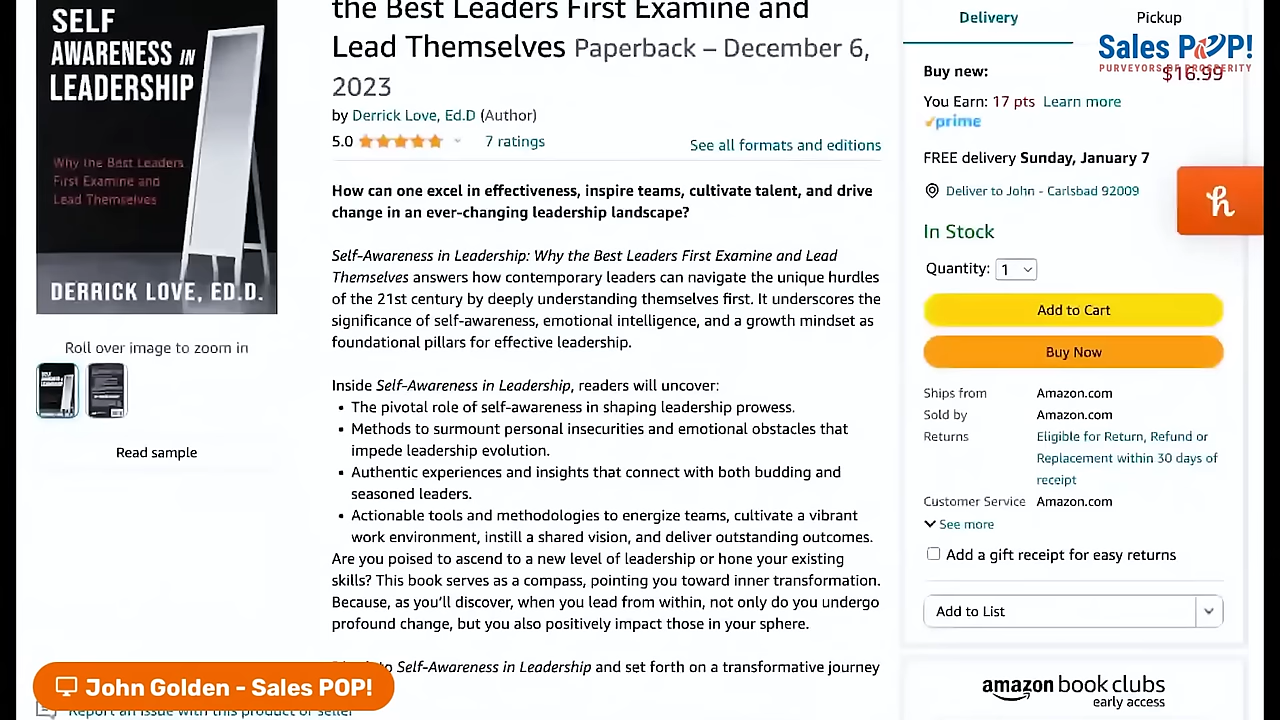 SELF
AWARENESS IN
LEADERSHIP
Why the Best Leaders
First Examine and
Lead Themselves
DERRICK LOVE, ED.D.
Roll over image to zoom in
Read sample
the Best Leaders First Examine and
Lead Themselves Paperback – December 6,
2023
by Derrick Love, Ed.D (Author)
5.0 7 ratings
See all formats and editions
How can one excel in effectiveness, inspire teams, cultivate talent, and drive
change in an ever-changing leadership landscape?
Self-Awareness in Leadership: Why the Best Leaders First Examine and Lead
Themselves answers how contemporary leaders can navigate the unique hurdles
of the 21st century by deeply understanding themselves first. It underscores the
significance of self-awareness, emotional intelligence, and a growth mindset as
foundational pillars for effective leadership.
Inside Self-Awareness in Leadership, readers will uncover:
• The pivotal role of self-awareness in shaping leadership prowess.
• Methods to surmount personal insecurities and emotional obstacles that
impede leadership evolution.
• Authentic experiences and insights that connect with both budding and
seasoned leaders.
• Actionable tools and methodologies to energize teams, cultivate a vibrant
work environment, instill a shared vision, and deliver outstanding outcomes.
Are you poised to ascend to a new level of leadership or hone your existing
skills? This book serves as a compass, pointing you toward inner transformation.
Because, as you’ll discover, when you lead from within, not only do you undergo
profound change, but you also positively impact those in your sphere.
Self-Awareness in Leadership and set forth on a transformative journey
John Golden - Sales POP!
Report an issue with this product or seller
Delivery
Pickup
Sales POP!
PURVEYORS OF PROSPERITY
Buy new:
$16.99
You Earn: 17 pts Learn more
prime
FREE delivery Sunday, January 7
Deliver to John - Carlsbad 92009
In Stock
Quantity: 1
Add to Cart
Buy Now
Ships from Amazon.com
Sold by Amazon.com
Returns Eligible for Return, Refund or
Replacement within 30 days of
receipt
Customer Service Amazon.com
See more
Add a gift receipt for easy returns
Add to List
amazon book clubs
early access